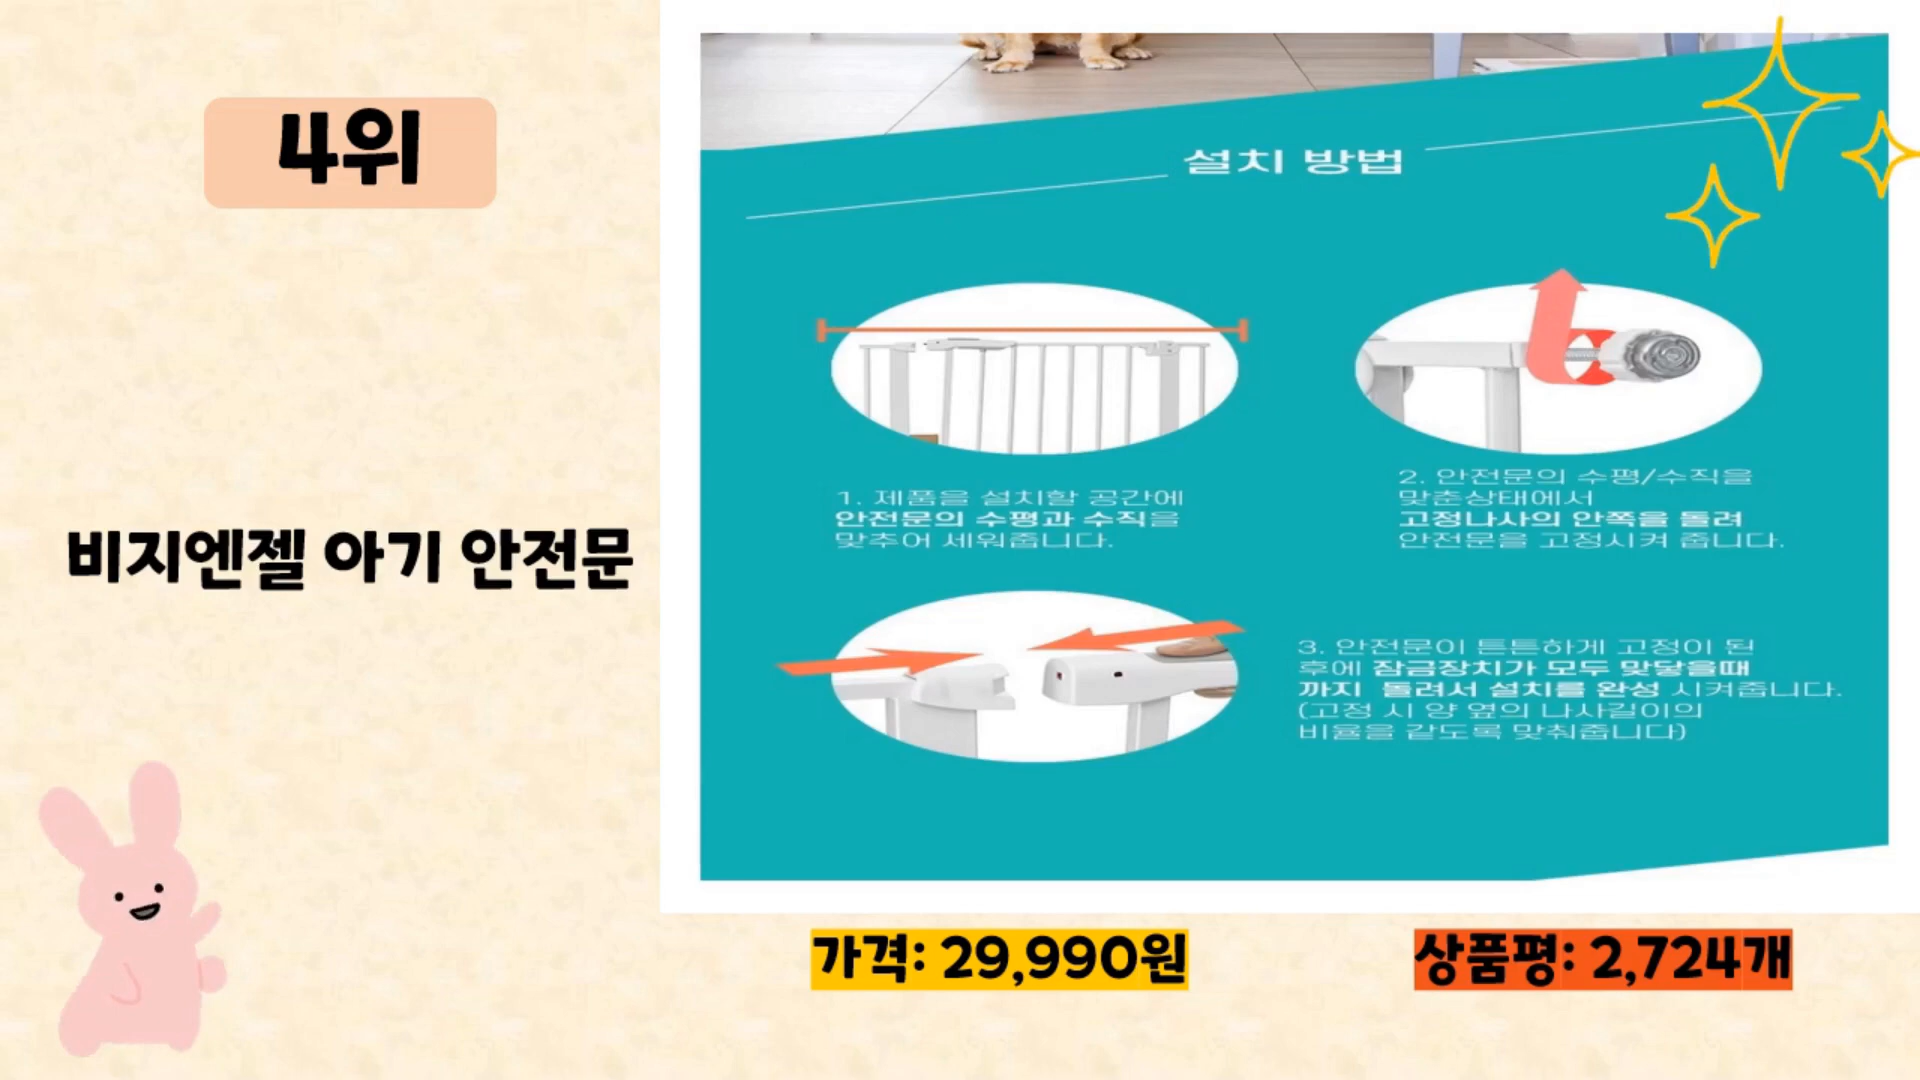 4위
비지엔젤 아기 안전문
설치 방법
1. 제품을 설치할 공간에
안전문의 수평과 수직을
맞추어 세워줍니다.
2. 안전문의 수평/수직을
맞춘상태에서
고정나사의 안쪽을 돌려
안전문을 고정시켜 줍니다.
3. 안전문이 튼튼하게 고정이 된
후에 잠금장치가 모두 맞닿을때
까지 돌려서 설치를 완성 시켜줍니다.
(고정 시 양 옆의 나사길이의
비율을 같도록 맞춰줍니다)
가격: 29,990원
상품평: 2,724개